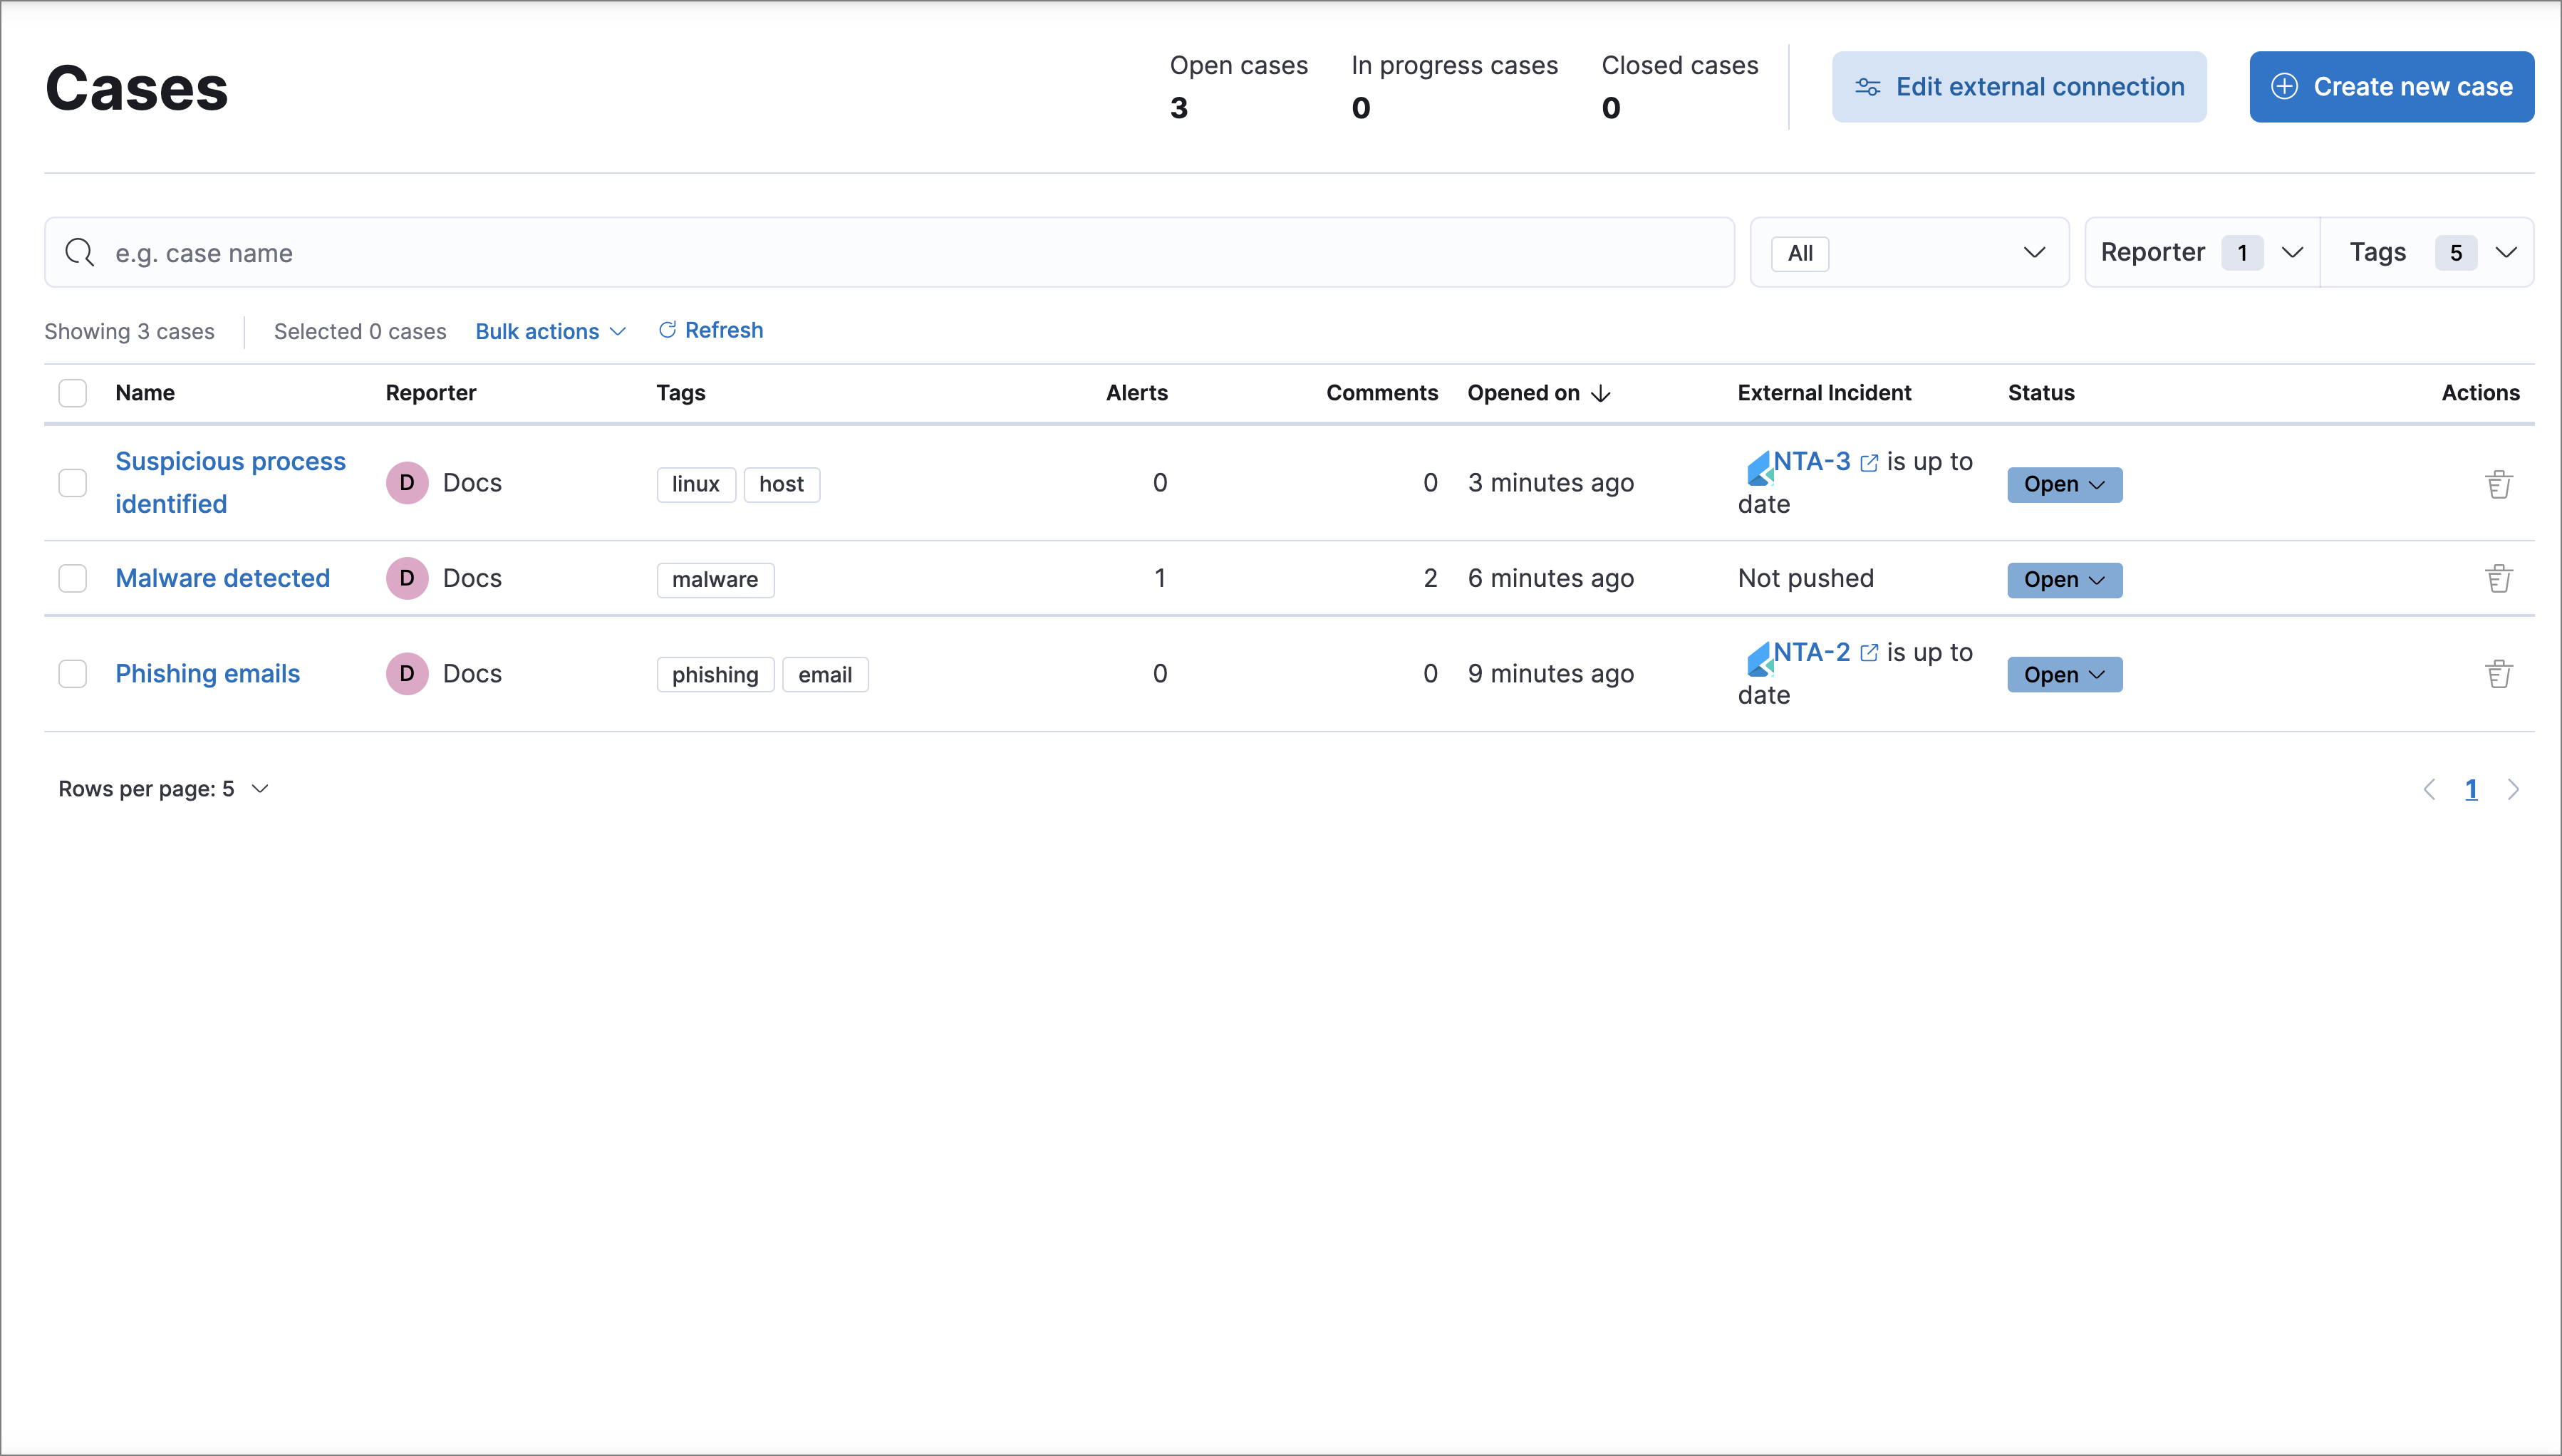 Cases
Open cases
3
In progress cases
0
Closed cases
0
Edit external connection
Create new case
e.g. case name
All
Reporter 1
Tags 5
Showing 3 cases
Selected 0 cases
Bulk actions
Refresh
Name Reporter Tags Alerts Comments Opened on External Incident Status Actions
Suspicious process
identified
D Docs
linux host
0
0
3 minutes ago
NTA-3 is up to
date
Open
Malware detected
D Docs
malware
1
2
6 minutes ago
Not pushed
Open
Phishing emails
D Docs
phishing email
0
0
9 minutes ago
NTA-2 is up to
date
Open
Rows per page: 5
1